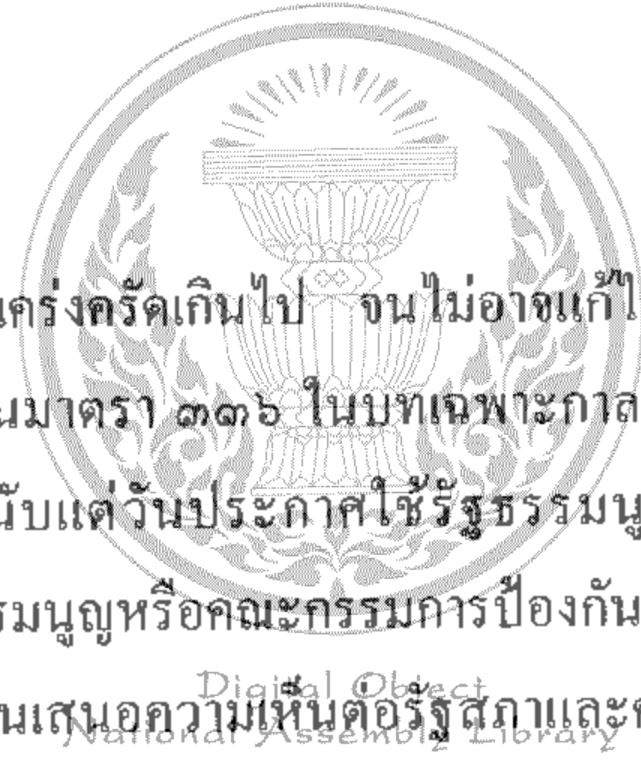 เคร่งครัดเกินไป จนไม่อาจแก้ไ
นมาตรา ๓๓๖ ในบทเฉพาะกาล
นับแต่วันประกาศใช้รัฐธรรมนู
รมนูญหรือคณะกรรมการป้องกัน
นเสนอความเห็นต่อรัฐสภาและ
Digital Object
National Assembly Library